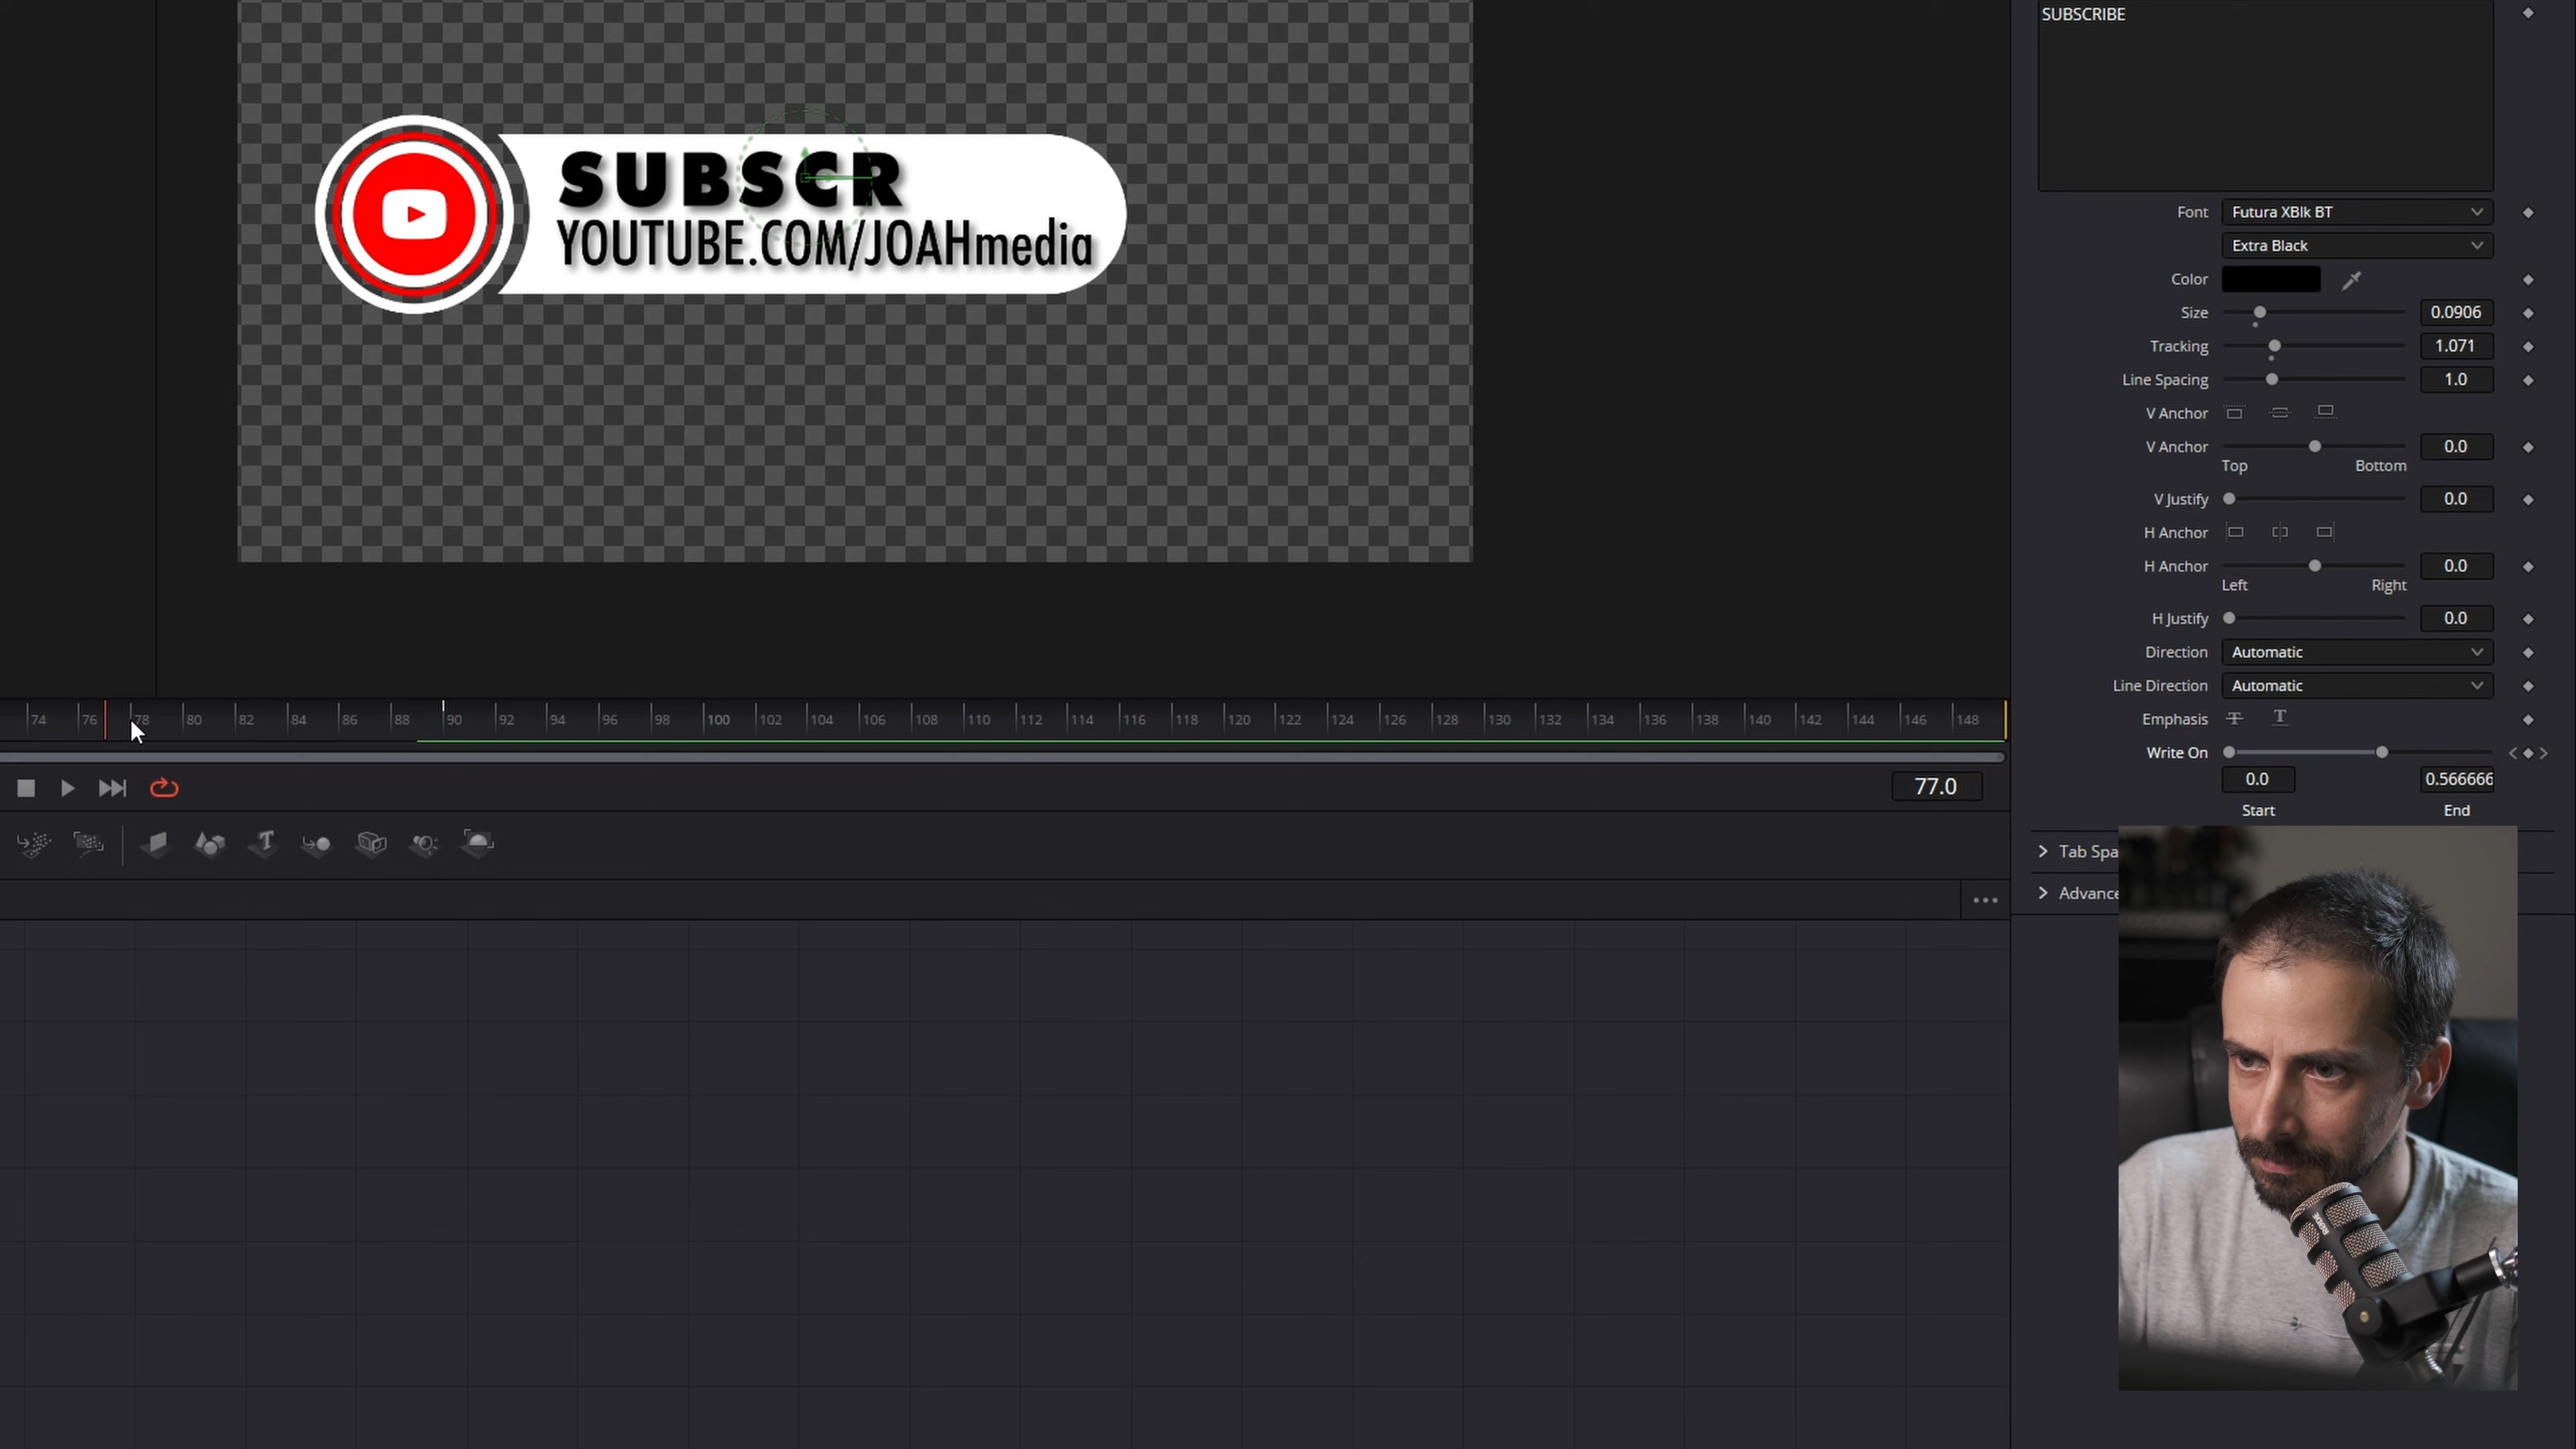 SUBSCRIBE
SUBSCR
YOUTUBE.COM/JOAHmedia
Font
Futura XBlk BT
Extra Black
Color
Size
0.0906
Tracking
1.071
Line Spacing
1.0
V Anchor
V Anchor
0.0
Top
Bottom
V Justify
0.0
H Anchor
H Anchor
0.0
Left
Right
H Justify
0.0
Direction
Automatic
Line Direction
Automatic
Emphasis
Write On
0.0
0.566666
Start
End
Tab Spa
Advance
74 76 78 80 82 84 86 88 90 92 94 96 98 100 102 104 106 108 110 112 114 116 118 120 122 124 126 128 130 132 134 136 138 140 142 144 146 148
77.0
RØDE